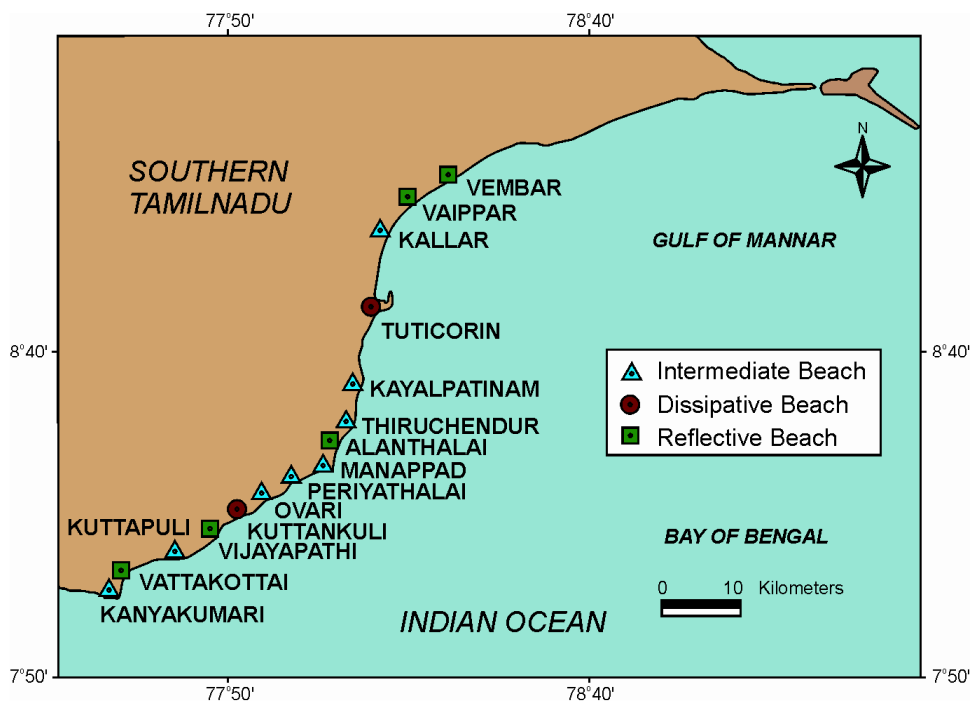 77°50'
78°40'
N
SOUTHERN
TAMILNADU
VEMBAR
VAIPPAR
KALLAR
GULF OF MANNAR
TUTICORIN
8°40'
8°40'
Intermediate Beach
Dissipative Beach
Reflective Beach
KAYALPATINAM
THIRUCHENDUR
ALANTHALAI
MANAPPAD
PERIYATHALAI
OVARI
KUTTANKULI
KUTTAPULI
VIJAYAPATHI
BAY OF BENGAL
VATTAKOTTAI
KANYAKUMARI
0 10 Kilometers
INDIAN OCEAN
7°50'
7°50'
77°50'
78°40'